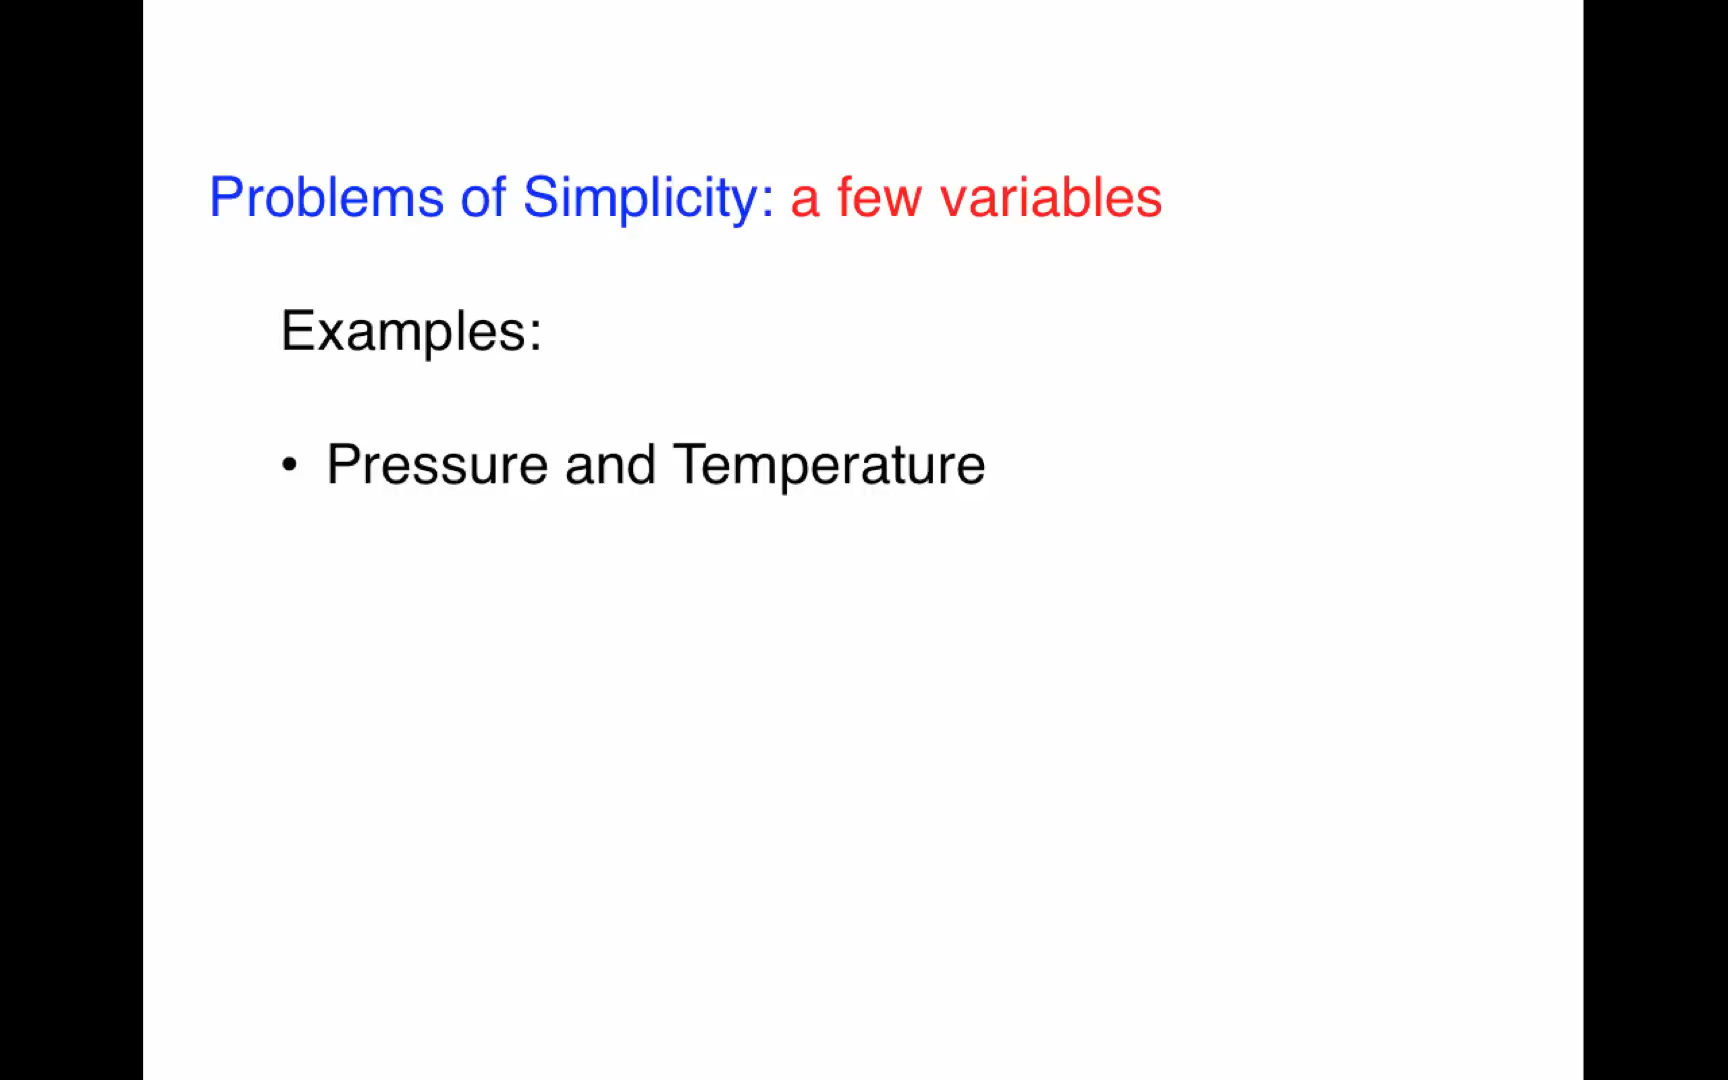 Problems of Simplicity: a few variables
Examples:
• Pressure and Temperature